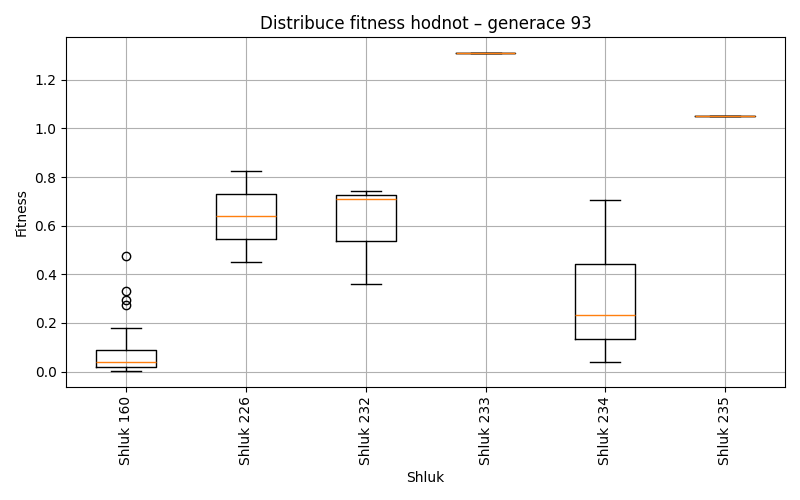 Distribuce fitness hodnot – generace 93
Fitness
1.2
1.0
0.8
0.6
0.4
0.2
0.0
Shluk 160
Shluk 226
Shluk 232
Shluk 233
Shluk 234
Shluk 235
Shluk